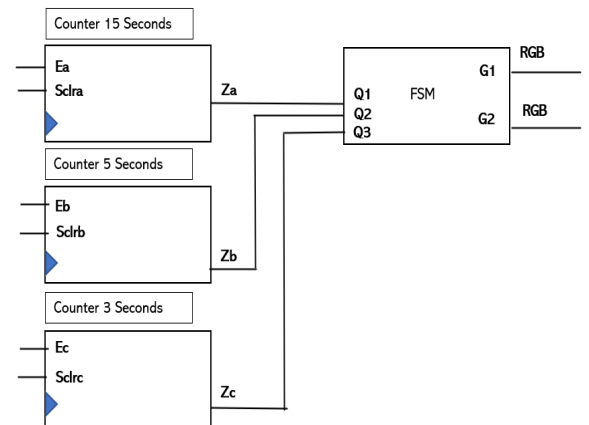 Counter 15 Seconds
Ea
Sclra
Za
Counter 5 Seconds
Eb
Sclrb
Zb
Counter 3 Seconds
Ec
Sclrc
Zc
RGB
G1
Q1
FSM
Q2
G2
RGB
Q3